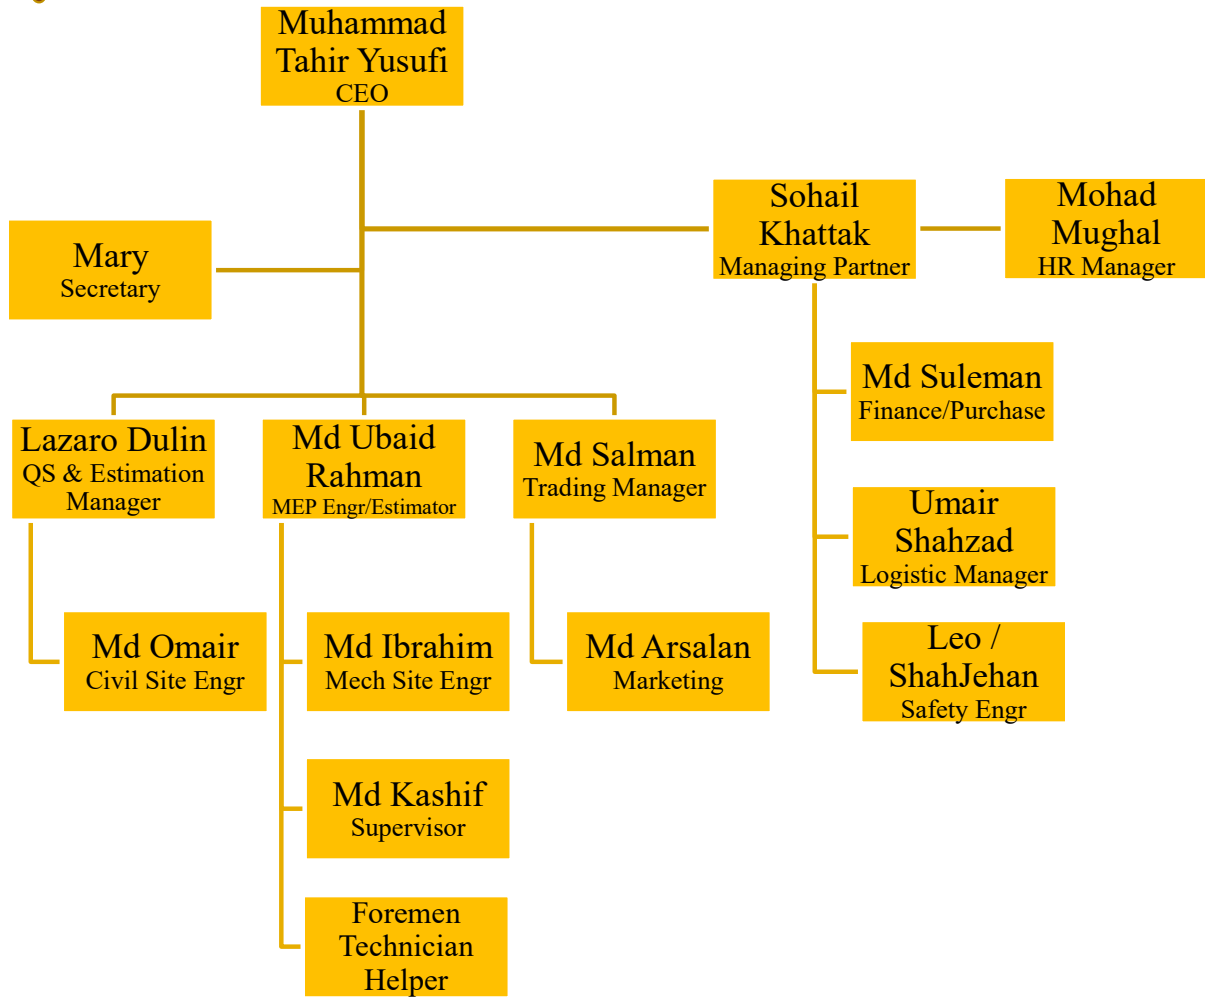 Muhammad
Tahir Yusufi
CEO
Sohail
Khattak
Managing Partner
Mohad
Mughal
HR Manager
Mary
Secretary
Md Suleman
Finance/Purchase
Lazaro Dulin
QS & Estimation
Manager
Md Ubaid
Rahman
MEP Engr/Estimator
Md Salman
Trading Manager
Umair
Shahzad
Logistic Manager
Md Omair
Civil Site Engr
Md Ibrahim
Mech Site Engr
Md Arsalan
Marketing
Leo /
ShahJehan
Safety Engr
Md Kashif
Supervisor
Foremen
Technician
Helper